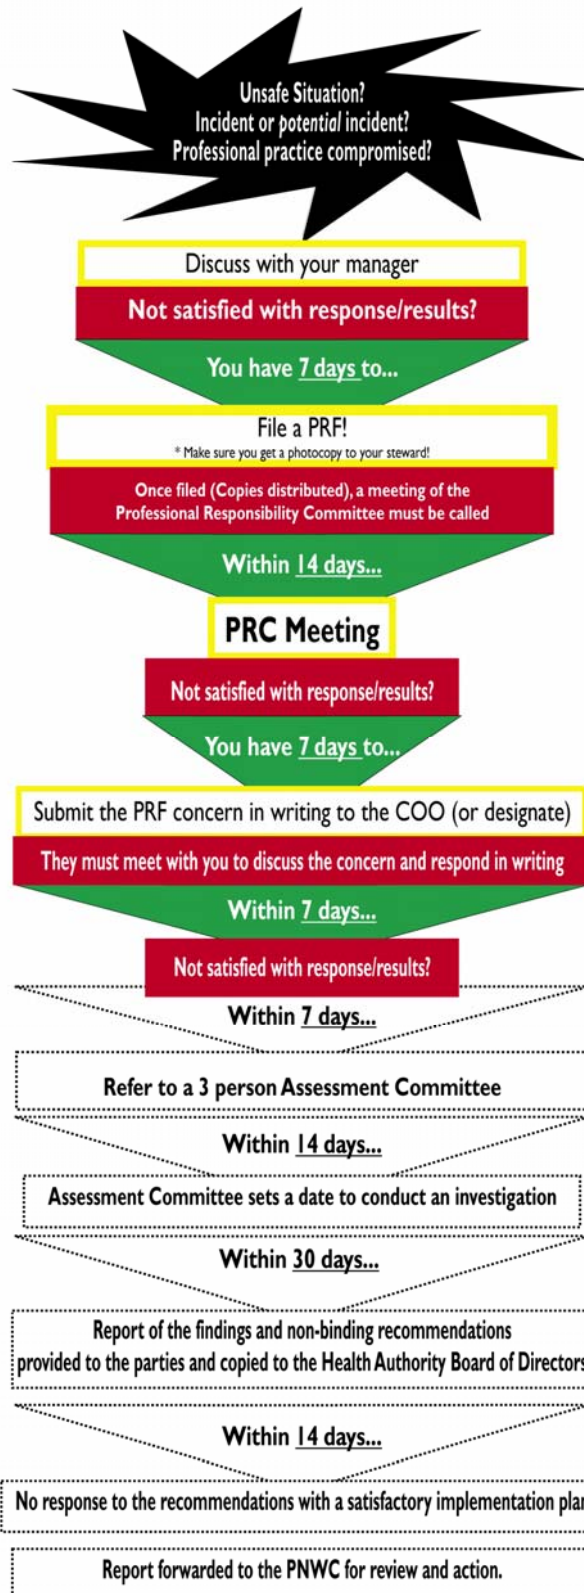 Unsafe Situation?
Incident or potential incident?
Professional practice compromised?
Discuss with your manager
Not satisfied with response/results?
You have 7 days to...
File a PRF!
* Make sure you get a photocopy to your steward!
Once filed (Copies distributed), a meeting of the
Professional Responsibility Committee must be called
Within 14 days...
PRC Meeting
Not satisfied with response/results?
You have 7 days to...
Submit the PRF concern in writing to the COO (or designate)
They must meet with you to discuss the concern and respond in writing
Within 7 days...
Not satisfied with response/results?
Within 7 days...
Refer to a 3 person Assessment Committee
Within 14 days...
Assessment Committee sets a date to conduct an investigation
Within 30 days...
Report of the findings and non-binding recommendations
provided to the parties and copied to the Health Authority Board of Directors
Within 14 days...
No response to the recommendations with a satisfactory implementation plan
Report forwarded to the PNWC for review and action.